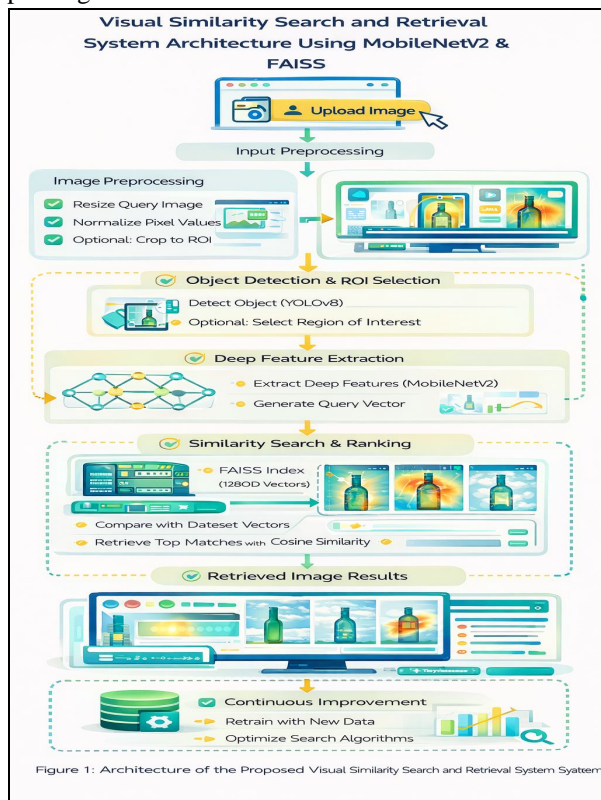 Visual Similarity Search and Retrieval
System Architecture Using MobileNetV2 &
FAISS
Upload Image
Input Preprocessing
Image Preprocessing
Resize Query Image
Normalize Pixel Values
Optional: Crop to ROI
Object Detection & ROI Selection
Detect Object (YOLOv8)
Optional: Select Region of Interest
Deep Feature Extraction
Extract Deep Features (MobileNetV2)
Generate Query Vector
Similarity Search & Ranking
FAISS Index
(1280D Vectors)
Compare with Dateset Vectors
Retrieve Top Matches with Cosine Similarity
Retrieved Image Results
Continuous Improvement
Retrain with New Data
Optimize Search Algorithms
Figure 1: Architecture of the Proposed Visual Similarity Search and Retrieval System Syatem